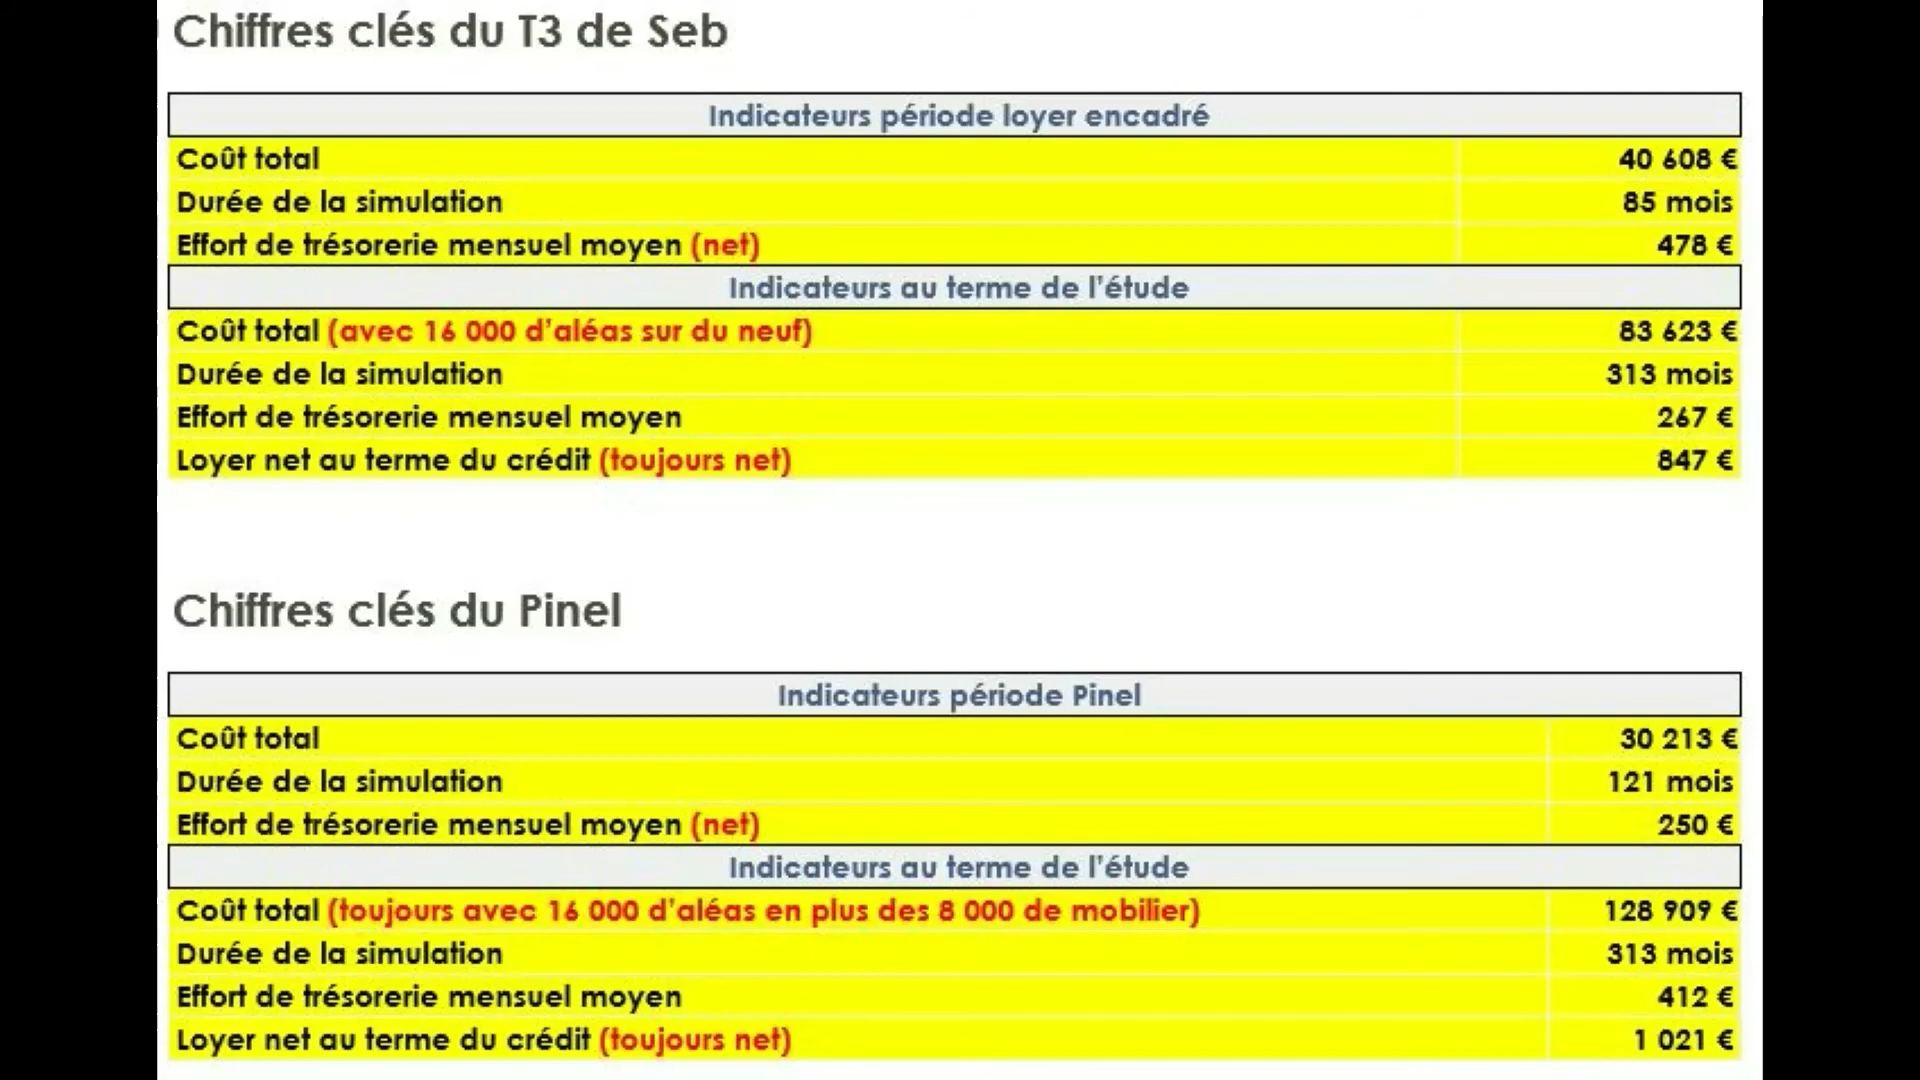 Chiffres clés du T3 de Seb
Indicateurs période loyer encadré
Coût total 40 608 €
Durée de la simulation 85 mois
Effort de trésorerie mensuel moyen (net) 478 €
Indicateurs au terme de l'étude
Coût total (avec 16 000 d'aléas sur du neuf) 83 623 €
Durée de la simulation 313 mois
Effort de trésorerie mensuel moyen 267 €
Loyer net au terme du crédit (toujours net) 847 €
Chiffres clés du Pinel
Indicateurs période Pinel
Coût total 30 213 €
Durée de la simulation 121 mois
Effort de trésorerie mensuel moyen (net) 250 €
Indicateurs au terme de l'étude
Coût total (toujours avec 16 000 d'aléas en plus des 8 000 de mobilier) 128 909 €
Durée de la simulation 313 mois
Effort de trésorerie mensuel moyen 412 €
Loyer net au terme du crédit (toujours net) 1 021 €